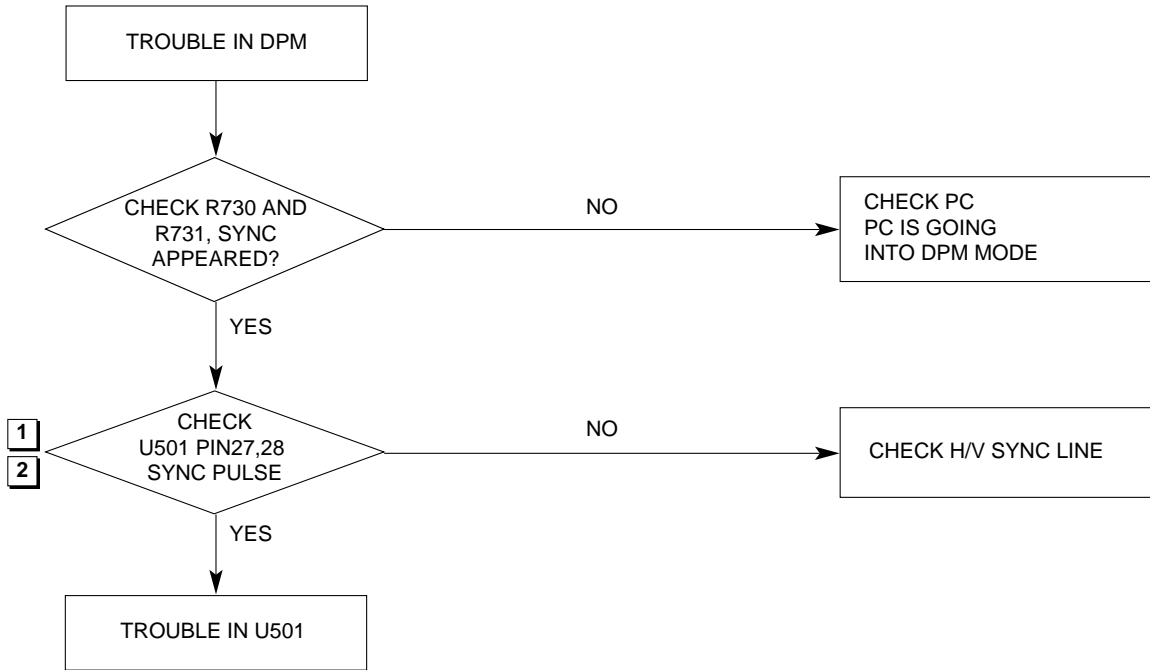 TROUBLE IN DPM
CHECK R730 AND
R731, SYNC
APPEARED?
NO
CHECK PC
PC IS GOING
INTO DPM MODE
YES
1
2
CHECK
U501 PIN27,28
SYNC PULSE
NO
CHECK H/V SYNC LINE
YES
TROUBLE IN U501